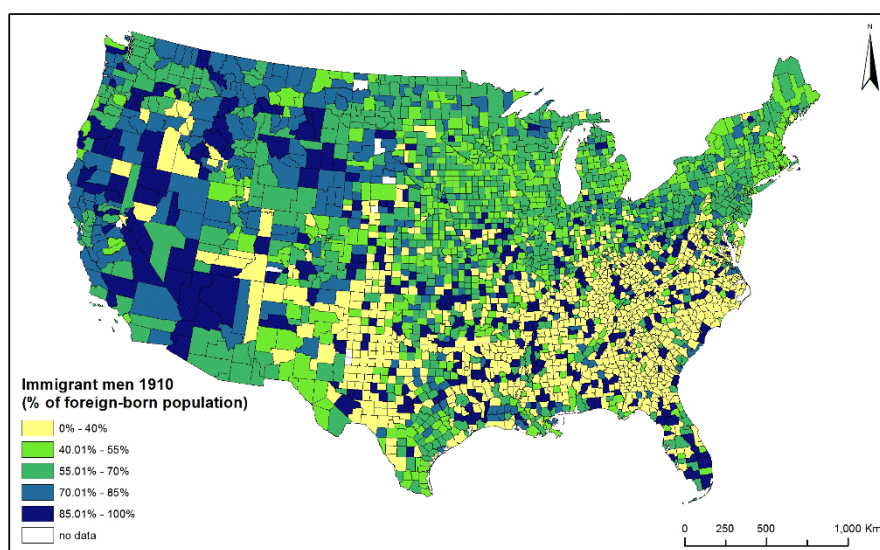 N
Immigrant men 1910
(% of foreign-born population)
0% - 40%
40.01% - 55%
55.01% - 70%
70.01% - 85%
85.01% - 100%
no data
0 250 500 1,000 Km